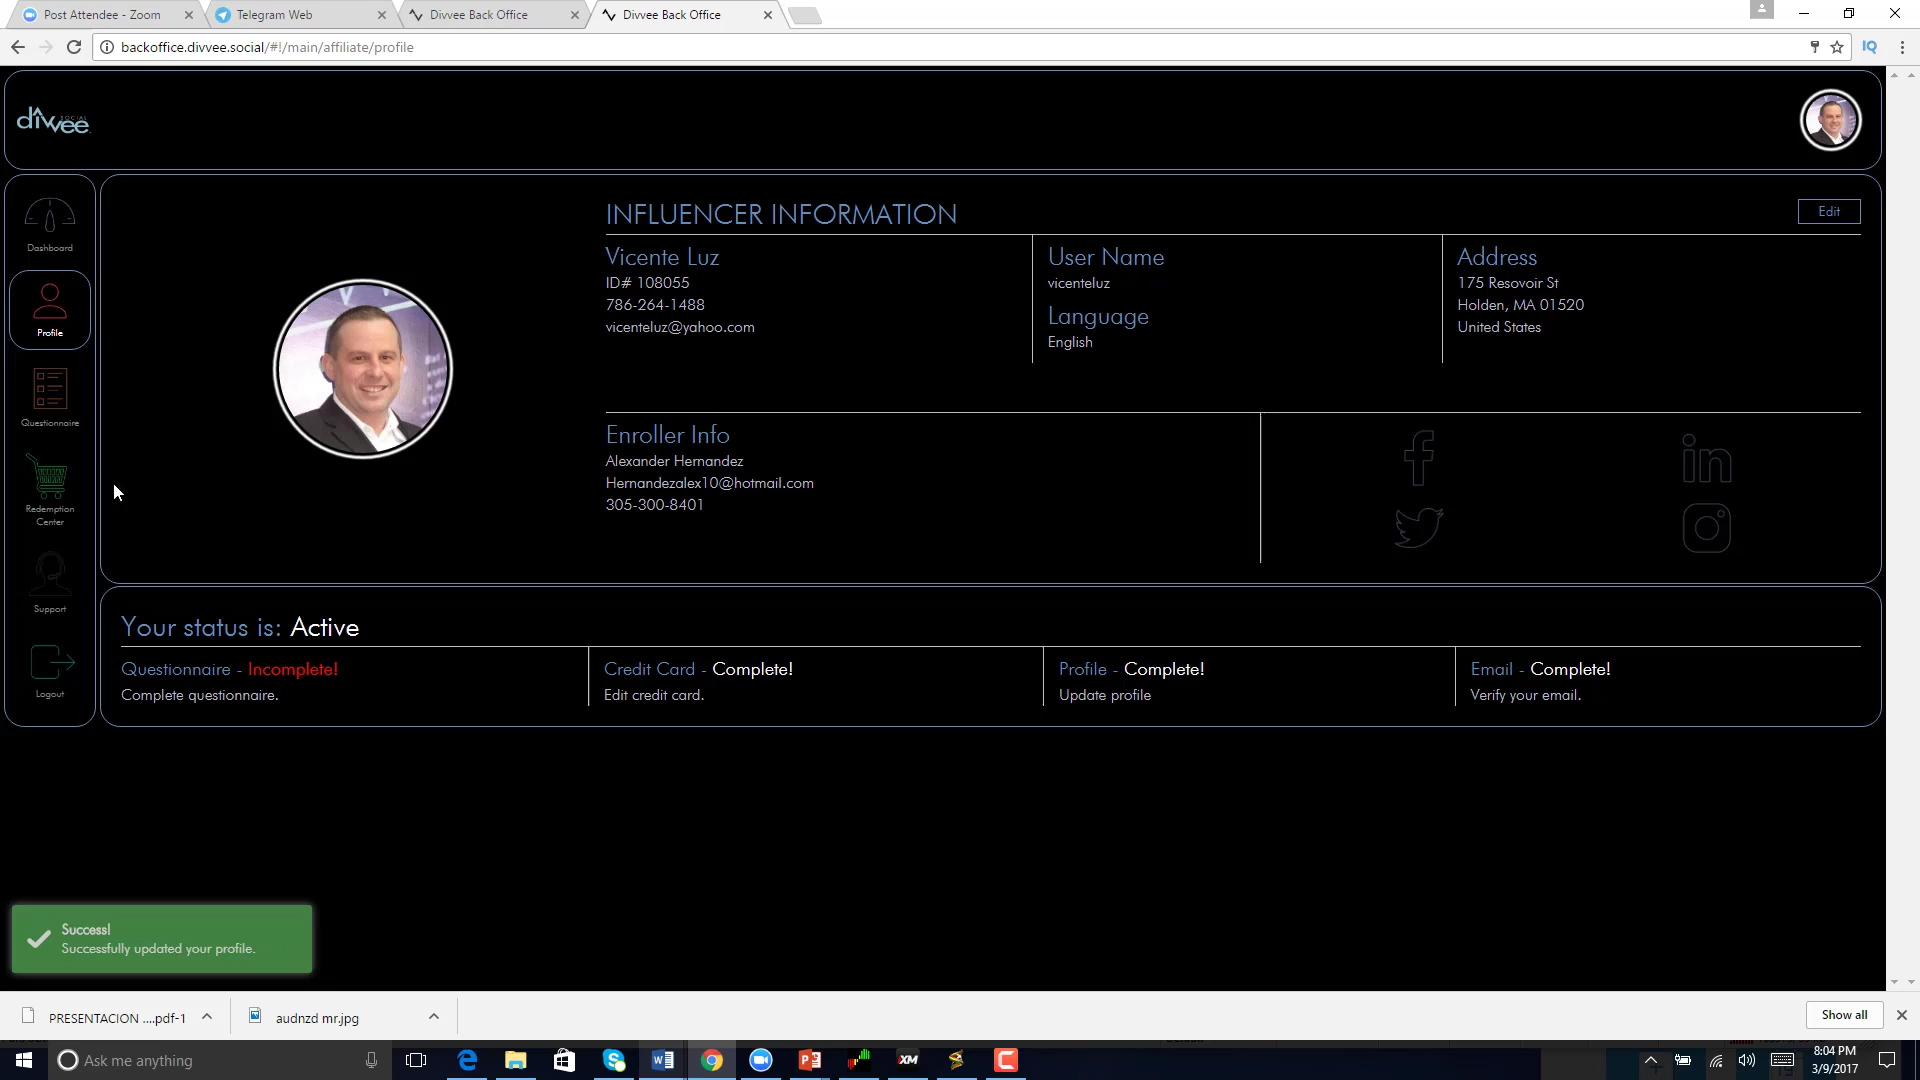 Post Attendee - Zoom
Telegram Web
Divvee Back Office
Divvee Back Office
backoffice.divvee.social/#!/main/affiliate/profile
IQ
divvee
SOCIAL
INFLUENCER INFORMATION
Edit
Vicente Luz
ID# 108055
786-264-1488
vicenteluz@yahoo.com
User Name
vicenteluz
Language
English
Address
175 Resovoir St
Holden, MA 01520
United States
Dashboard
Profile
Questionnaire
Redemption
Center
Support
Logout
Enroller Info
Alexander Hernandez
Hernandezalex10@hotmail.com
305-300-8401
Your status is: Active
Questionnaire - Incomplete!
Complete questionnaire.
Credit Card - Complete!
Edit credit card.
Profile - Complete!
Update profile
Email - Complete!
Verify your email.
Success!
Successfully updated your profile.
PRESENTACION ....pdf-1
audnzd mr.jpg
Show all
Ask me anything
XM
8:04 PM
3/9/2017